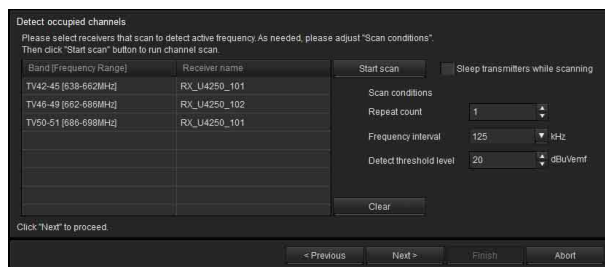 Detect occupied channels
Please select receivers that scan to detect active frequency. As needed, please adjust "Scan conditions".
Then click "Start scan" button to run channel scan.
Band [Frequency Range] Receiver name
TV42-45 [638-662MHz] RX_U4250_101
TV46-49 [662-686MHz] RX_U4250_102
TV50-51 [686-698MHz] RX_U4250_101
Start scan Sleep transmitters while scanning
Scan conditions
Repeat count 1
Frequency interval 125 kHz
Detect threshold level 20 dBuVemf
Clear
Click "Next" to proceed.
< Previous Next > Finish Abort